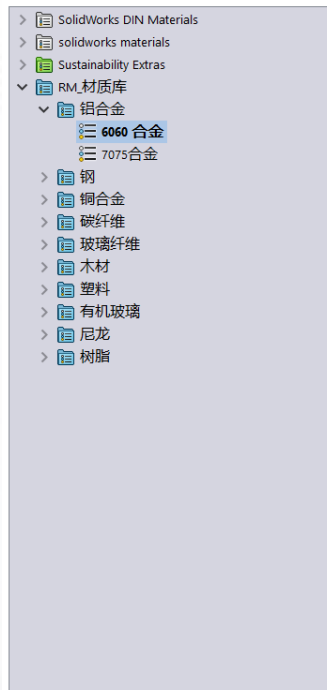 SolidWorks DIN Materials
solidworks materials
Sustainability Extras
RM_材质库
铝合金
6060 合金
7075合金
钢
铜合金
碳纤维
玻璃纤维
木材
塑料
有机玻璃
尼龙
树脂